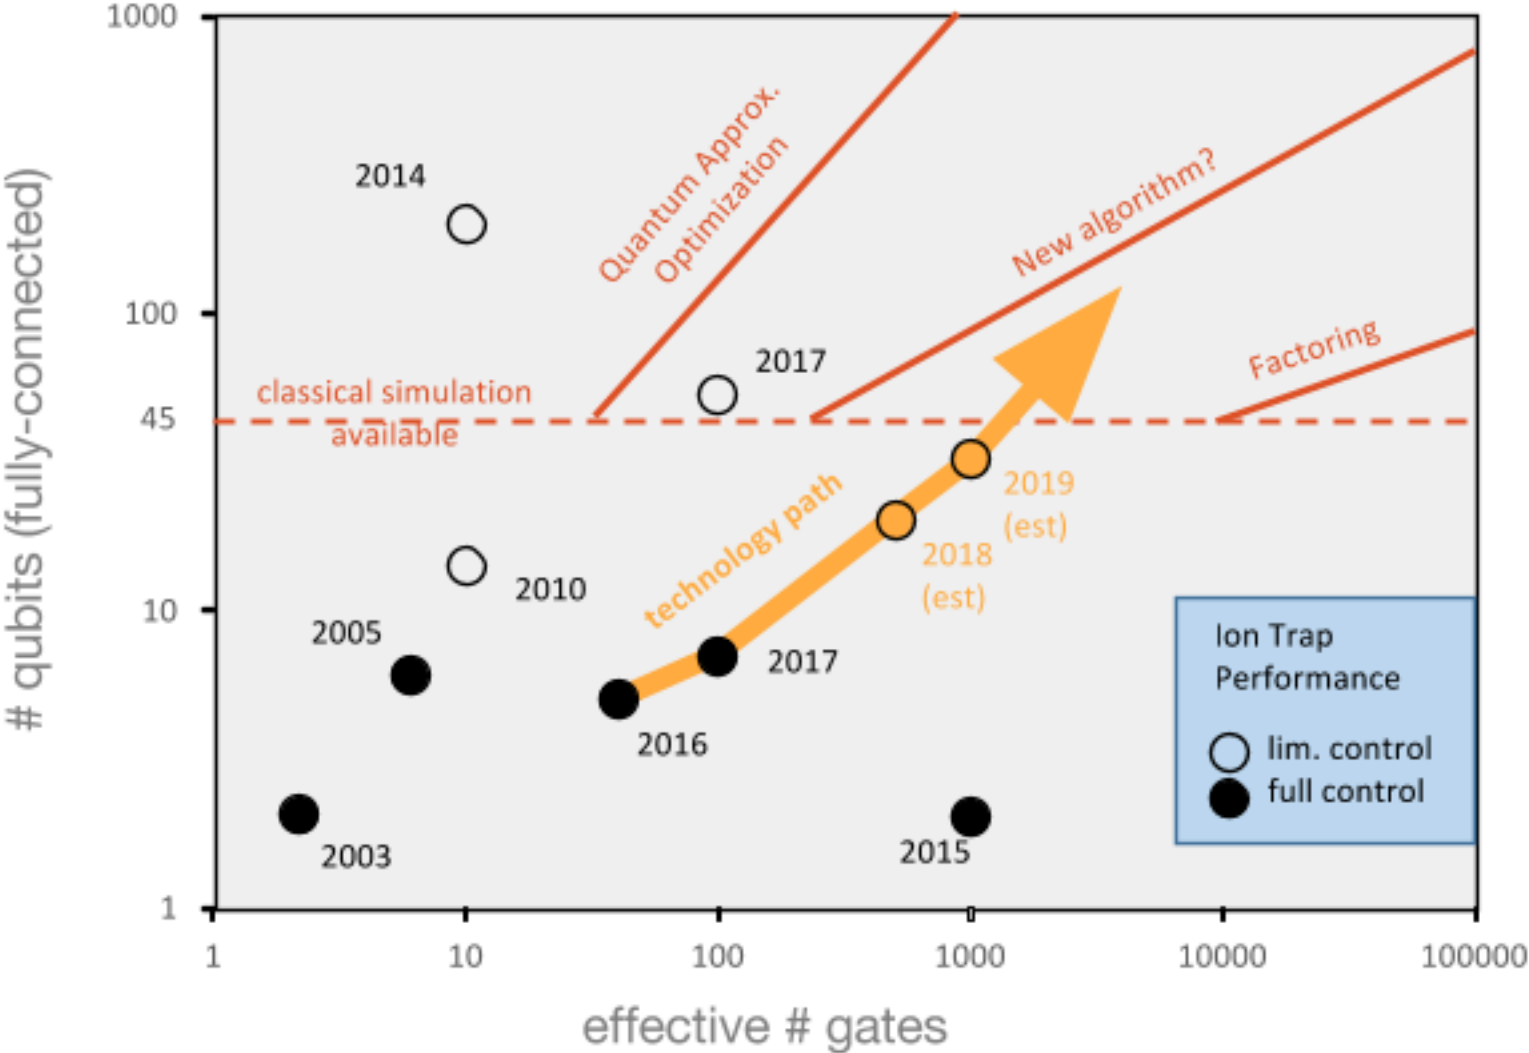 1000
100
45
10
1
# qubits (fully-connected)
2014
Quantum Approx.
Optimization
New algorithm?
Factoring
2017
classical simulation
available
2010
2005
technology path
2019
(est)
2018
(est)
2017
2016
2003
2015
Ion Trap
Performance
lim. control
full control
1
10
100
1000
10000
100000
effective # gates